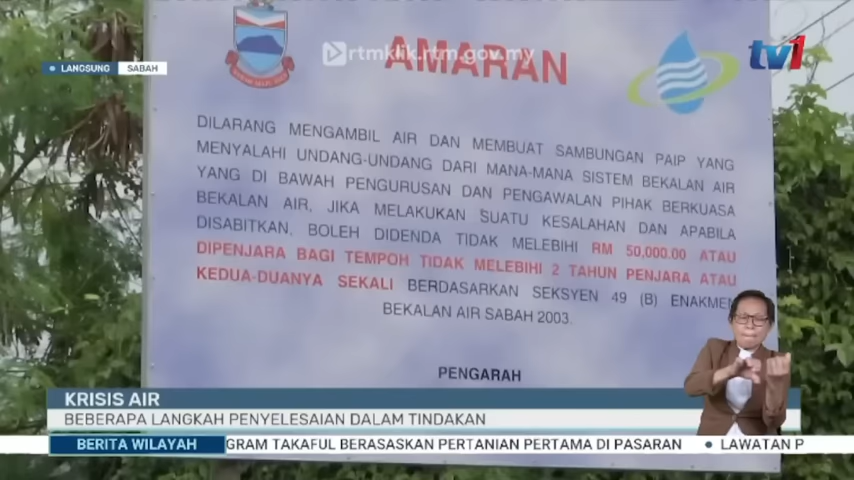 LANGSUNG SABAH
rtmklik.rtm.gov.my
tv1
AMARAN
DILARANG MENGAMBIL AIR DAN MEMBUAT SAMBUNGAN PAIP YANG
MENYALAHI UNDANG-UNDANG DARI MANA-MANA SISTEM BEKALAN AIR
YANG DI BAWAH PENGURUSAN DAN PENGAWALAN PIHAK BERKUASA
BEKALAN AIR, JIKA MELAKUKAN SUATU KESALAHAN DAN APABILA
DISABITKAN, BOLEH DIDENDA TIDAK MELEBIHI RM 50,000.00 ATAU
DIPENJARA BAGI TEMPOH TIDAK MELEBIHI 2 TAHUN PENJARA ATAU
KEDUA-DUANYA SEKALI BERDASARKAN SEKSYEN 49 (B) ENAKMEN
BEKALAN AIR SABAH 2003.
PENGARAH
KRISIS AIR
BEBERAPA LANGKAH PENYELESAIAN DALAM TINDAKAN
BERITA WILAYAH GRAM TAKAFUL BERASASKAN PERTANIAN PERTAMA DI PASARAN • LAWATAN P